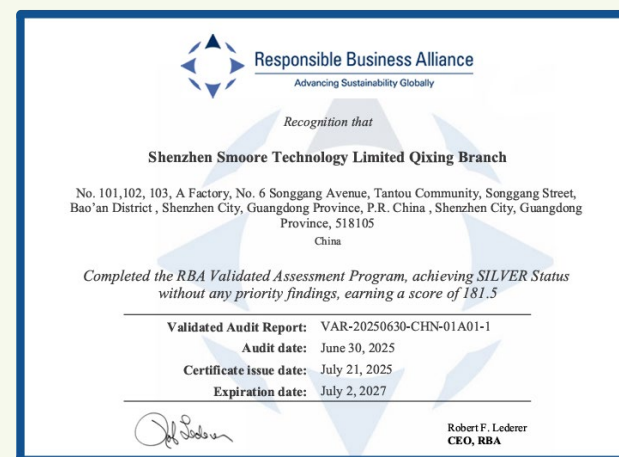 Responsible Business Alliance
Advancing Sustainability Globally
Recognition that
Shenzhen Smoore Technology Limited Qixing Branch
No. 101,102, 103, A Factory, No. 6 Songgang Avenue, Tantou Community, Songgang Street,
Bao'an District , Shenzhen City, Guangdong Province, P.R. China , Shenzhen City, Guangdong
Province, 518105
China
Completed the RBA Validated Assessment Program, achieving SILVER Status
without any priority findings, earning a score of 181.5
Validated Audit Report: VAR-20250630-CHN-01A01-1
Audit date: June 30, 2025
Certificate issue date: July 21, 2025
Expiration date: July 2, 2027
Robert F. Lederer
CEO, RBA